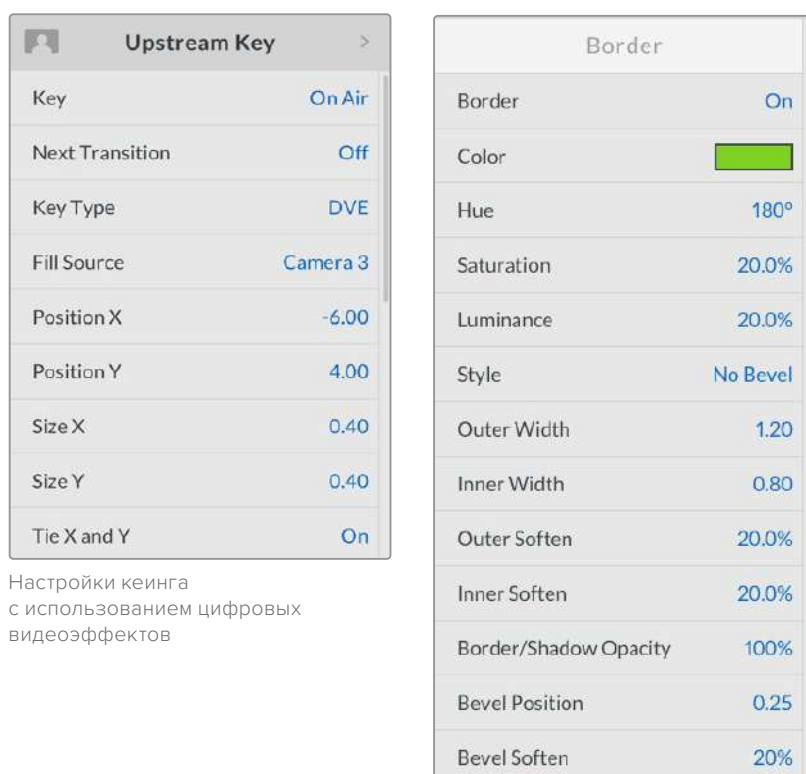 Upstream Key >
Key On Air
Next Transition Off
Key Type DVE
Fill Source Camera 3
Position X -6.00
Position Y 4.00
Size X 0.40
Size Y 0.40
Tie X and Y On
Настройки кеинга
с использованием цифровых
видеоэффектов
Border
Border On
Color
Hue 180°
Saturation 20.0%
Luminance 20.0%
Style No Bevel
Outer Width 1.20
Inner Width 0.80
Outer Soften 20.0%
Inner Soften 20.0%
Border/Shadow Opacity 100%
Bevel Position 0.25
Bevel Soften 20%